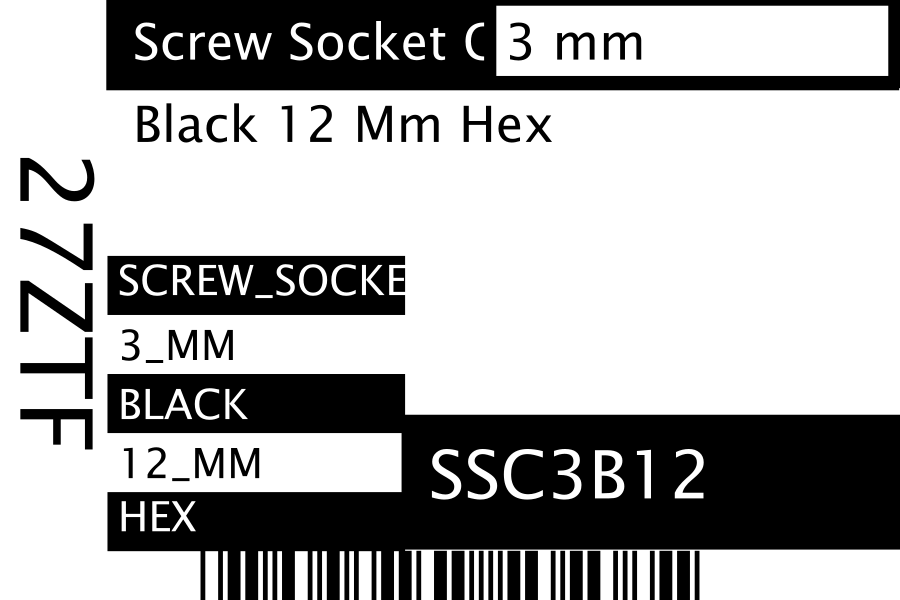 Screw Socket
3 mm
Black 12 Mm Hex
27ZTF
SCREW_SOCKE
3_MM
BLACK
12_MM
HEX
SSC3B12